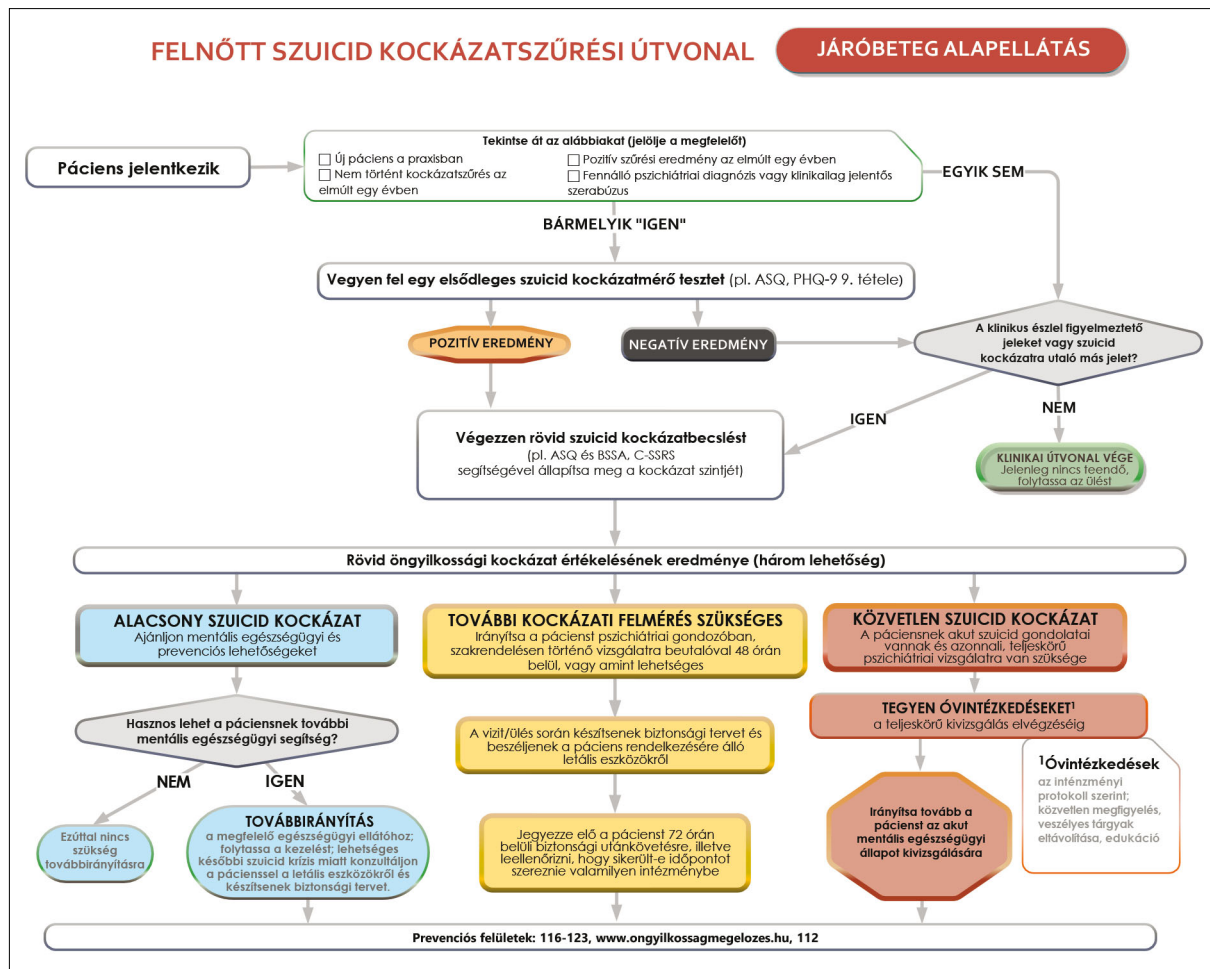 FELNŐTT SZUICID KOCKÁZATSZŰRÉSI ÚTVONAL
JÁRÓBETEG ALAPELLÁTÁS
Páciens jelentkezik
Tekintse át az alábbiakat (jelölje a megfelelőt)
Új páciens a praxisban
Nem történt kockázatszűrés az
elmúlt egy évben
Pozitív szűrési eredmény az elmúlt egy évben
Fennálló pszichiátriai diagnózis vagy klinikailag jelentős
szerabúzus
EGYIK SEM
BÁRMELYIK "IGEN"
Vegyen fel egy elsődleges szuicid kockázatmérő tesztet (pl. ASQ, PHQ-9 9. tétele)
POZITÍV EREDMÉNY
NEGATÍV EREDMÉNY
A klinikus észlel figyelmeztető
jeleket vagy szuicid
kockázatra utaló más jelet?
IGEN
NEM
Végezzen rövid szuicid kockázatbecslést
(pl. ASQ és BSSA, C-SSRS
segítségével állapítsa meg a kockázat szintjét)
KLINIKAI ÚTVONAL VÉGE
Jelenleg nincs teendő,
folytassa az ülést
Rövid öngyilkossági kockázat értékelésének eredménye (három lehetőség)
ALACSONY SZUICID KOCKÁZAT
Ajánljon mentális egészségügyi és
prevenciós lehetőségeket
TOVÁBBI KOCKÁZATI FELMÉRÉS SZÜKSÉGES
Irányítsa a pácienst pszichiátriai gondozóban,
szakrendelésen történő vizsgálatra beutalóval 48 órán
belül, vagy amint lehetséges
KÖZVETLEN SZUICID KOCKÁZAT
A páciensnek akut szuicid gondolatai
vannak és azonnali, teljeskörű
pszichiátriai vizsgálatra van szüksége
Hasznos lehet a páciensnek további
mentális egészségügyi segítség?
NEM
IGEN
Ezúttal nincs
szükség
továbbirányításra
TOVÁBBIRÁNYÍTÁS
a megfelelő egészségügyi ellátóhoz;
folytassa a kezelést; lehetséges
későbbi szuicid krízis miatt konzultáljon
a pácienssel a letális eszközökről és
készítsenek biztonsági tervet.
A vizit/ülés során készítsenek biztonsági tervet és
beszéljenek a páciens rendelkezésére álló
letális eszközökről
Jegyezze elő a pácienst 72 órán
belüli biztonsági utánkövetésre, illetve
leellenőrizni, hogy sikerült-e időpontot
szereznie valamilyen intézménybe
TEGYEN ÓVINTÉZKEDÉSEKET¹
a teljeskörű kivizsgálás elvégzéséig
Irányítsa tovább a
pácienst az akut
mentális egészségügyi
állapot kivizsgálására
¹Óvintézkedések
az inténzményi
protokoll szerint;
közvetlen megfigyelés,
veszélyes tárgyak
eltávolítása, edukáció
Prevenciós felületek: 116-123, www.ongyilkossagmegelozes.hu, 112